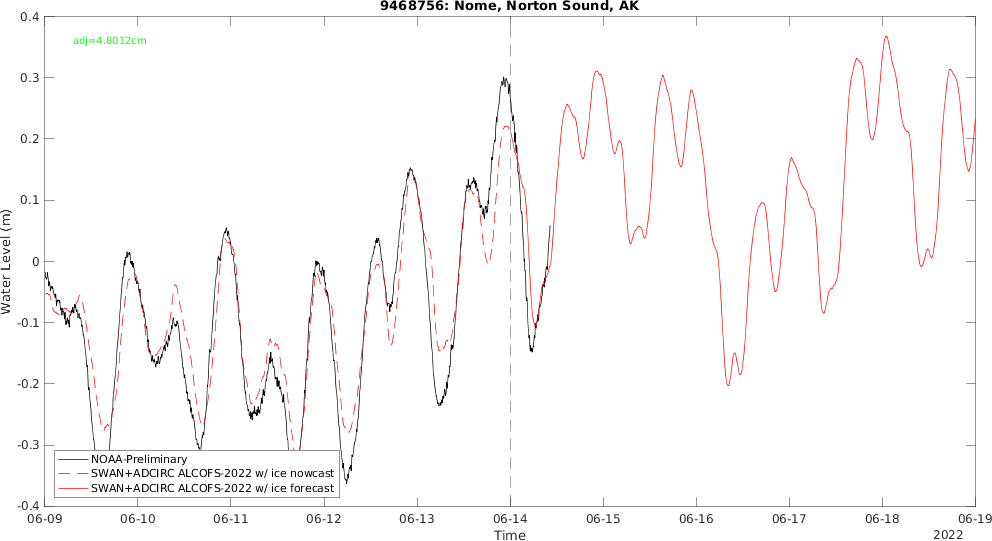 9468756: Nome, Norton Sound, AK
adj=4.8012cm
0.4
0.3
0.2
0.1
0
-0.1
-0.2
-0.3
-0.4
Water Level (m)
NOAA-Preliminary
SWAN+ADCIRC ALCOFS-2022 w/ ice nowcast
SWAN+ADCIRC ALCOFS-2022 w/ ice forecast
06-09 06-10 06-11 06-12 06-13 06-14 06-15 06-16 06-17 06-18 06-19
Time
2022